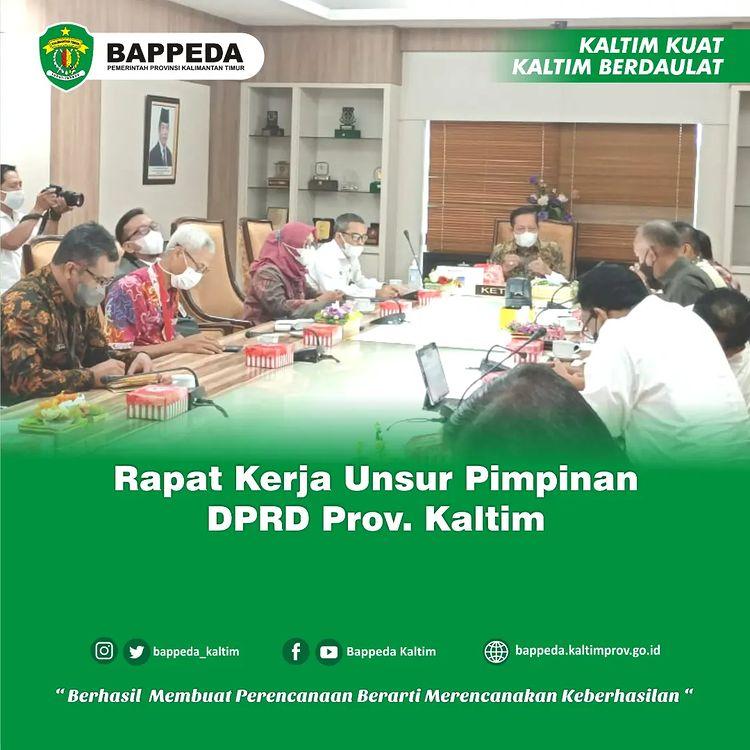 BAPPEDA
PEMERINTAH PROVINSI KALIMANTAN TIMUR
KALTIM KUAT
KALTIM BERDAULAT
KET
Rapat Kerja Unsur Pimpinan
DPRD Prov. Kaltim
bappeda_kaltim
Bappeda Kaltim
bappeda.kaltimprov.go.id
“ Berhasil Membuat Perencanaan Berarti Merencanakan Keberhasilan “